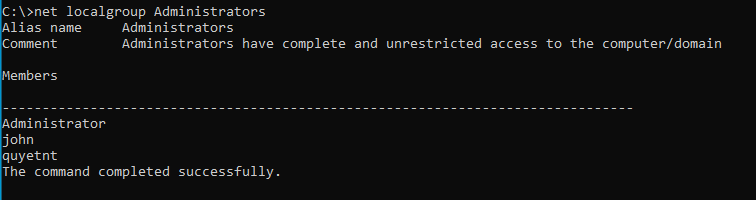 C:\>net localgroup Administrators
Alias name     Administrators
Comment        Administrators have complete and unrestricted access to the computer/domain
Members
-------------------------------------------------------------------------------
Administrator
john
quyetnt
The command completed successfully.